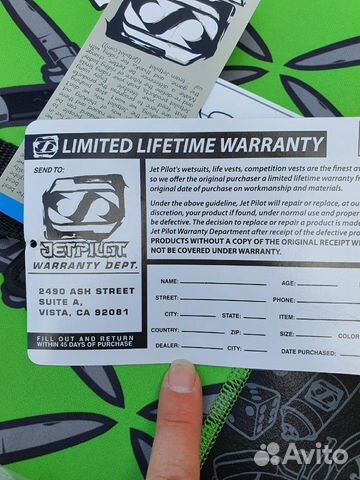 LIMITED LIFETIME WARRANTY
SEND TO:
JETPILOT
WARRANTY DEPT.
2490 ASH STREET
SUITE A,
VISTA, CA 92081
FILL OUT AND RETURN
WITHIN 45 DAYS OF PURCHASE
Jet Pilot's wetsuits, life vests, competition vests are the finest
so we offer the original purchaser a limited lifetime warranty
original date of purchase on workmanship and materials.
Under the above guideline, Jet Pilot will repair or replace, at
discretion, your product if found, under normal use and proper
be defective. The decision to repair or replace a product is made
Jet Pilot Warranty Department after receipt of the defective
PRODUCTS WITHOUT A COPY OF THE ORIGINAL RECEIPT
NOT BE COVERED UNDER WARRANTY.
NAME: AGE:
STREET: PHONE:
CITY: STATE: ITEM:
COUNTRY: ZIP: SIZE: COLOR
DEALER: CITY: DATE PURCHASED:
Avito